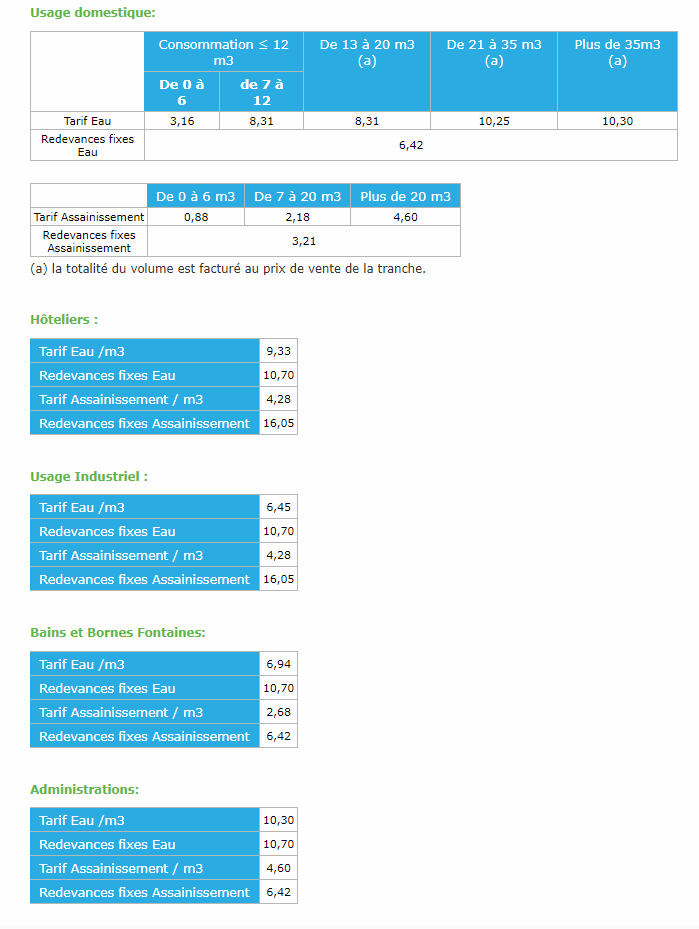 Usage domestique:
Consommation ≤ 12
m3
De 13 à 20 m3
(a)
De 21 à 35 m3
(a)
Plus de 35m3
(a)
De 0 à
6
de 7 à
12
Tarif Eau 3,16 8,31 8,31 10,25 10,30
Redevances fixes
Eau
6,42
De 0 à 6 m3 De 7 à 20 m3 Plus de 20 m3
Tarif Assainissement 0,88 2,18 4,60
Redevances fixes
Assainissement
3,21
(a) la totalité du volume est facturé au prix de vente de la tranche.
Hôteliers :
Tarif Eau /m3 9,33
Redevances fixes Eau 10,70
Tarif Assainissement / m3 4,28
Redevances fixes Assainissement 16,05
Usage Industriel :
Tarif Eau /m3 6,45
Redevances fixes Eau 10,70
Tarif Assainissement / m3 4,28
Redevances fixes Assainissement 16,05
Bains et Bornes Fontaines:
Tarif Eau /m3 6,94
Redevances fixes Eau 10,70
Tarif Assainissement / m3 2,68
Redevances fixes Assainissement 6,42
Administrations:
Tarif Eau /m3 10,30
Redevances fixes Eau 10,70
Tarif Assainissement / m3 4,60
Redevances fixes Assainissement 6,42